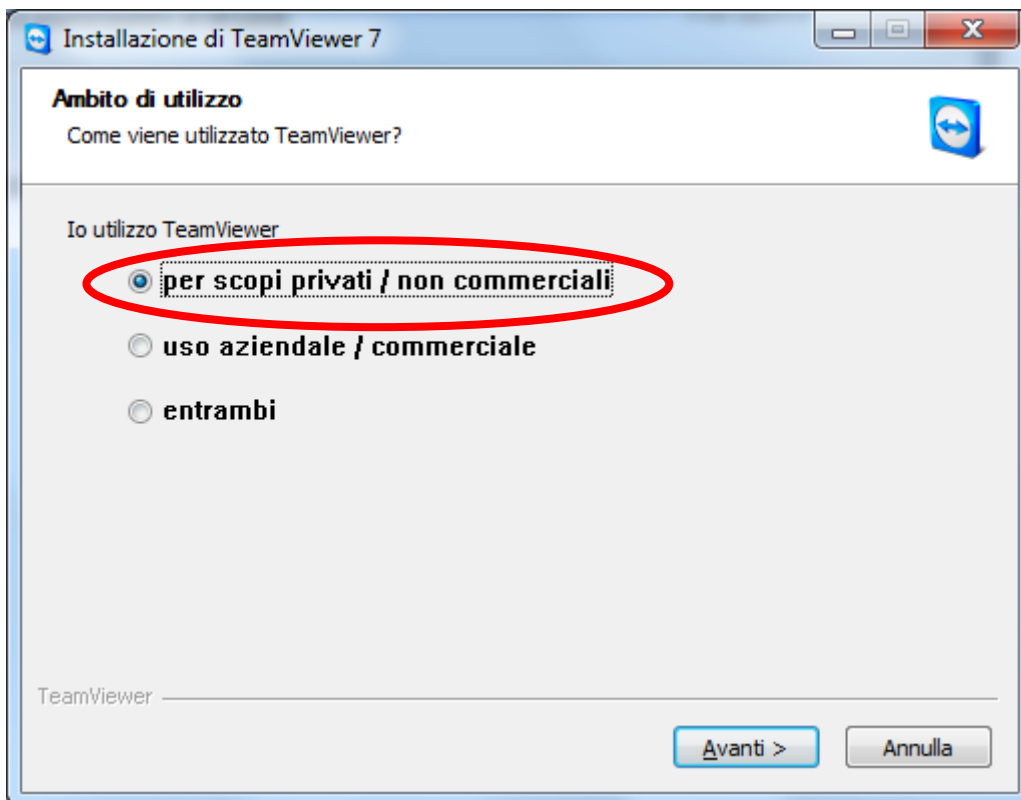 Installazione di TeamViewer 7
Ambito di utilizzo
Come viene utilizzato TeamViewer?
Io utilizzo TeamViewer
per scopi privati / non commerciali
uso aziendale / commerciale
entrambi
TeamViewer
Avanti >
Annulla